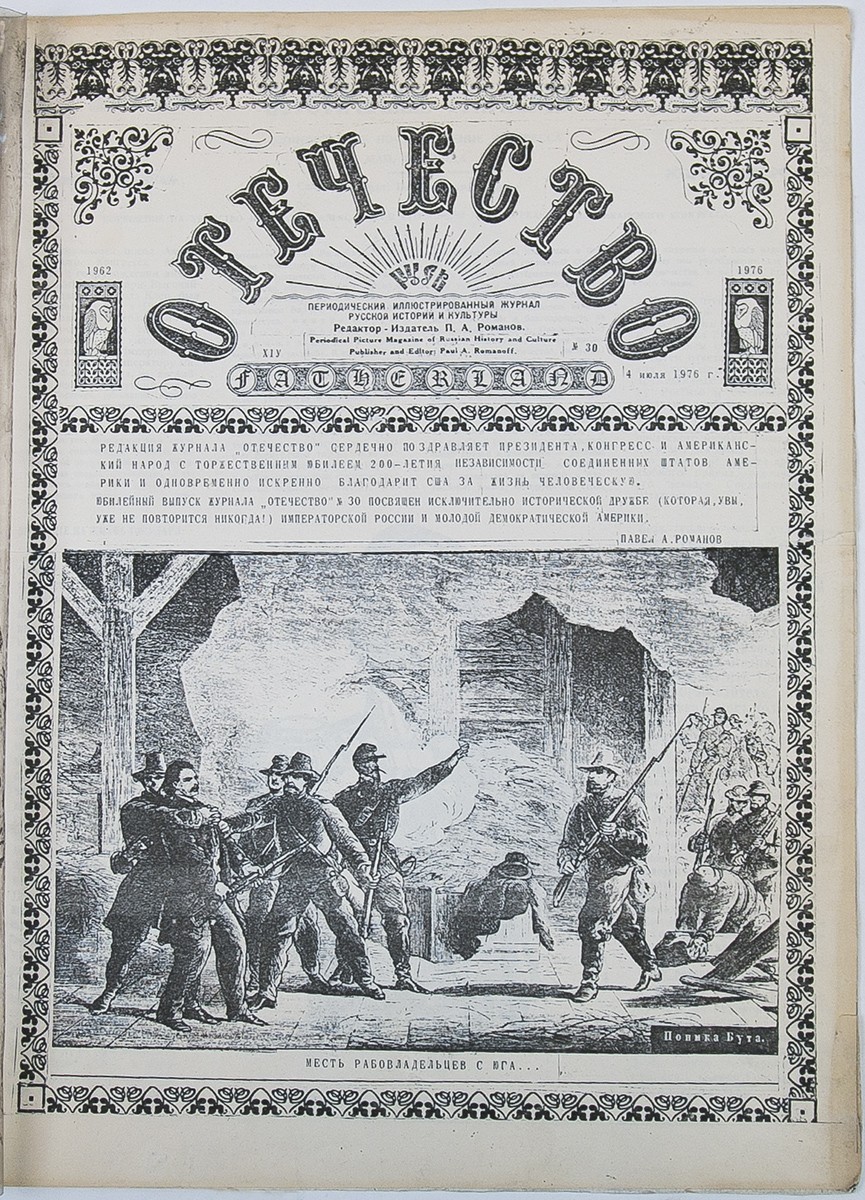 ОТЕЧЕСТВО
1962
1976
РУСЬ
ПЕРИОДИЧЕСКИЙ ИЛЛЮСТРИРОВАННЫЙ ЖУРНАЛ
РУССКОЙ ИСТОРИИ И КУЛЬТУРЫ
Редактор - Издатель П. А. Романов.
Periodical Picture Magazine of Russian History and Culture
Publisher and Editor: Paul A. Romanoff.
XIУ
№ 30
FATHERLAND
4 июля 1976 г.
РЕДАКЦИЯ ЖУРНАЛА „ОТЕЧЕСТВО" СЕРДЕЧНО ПОЗДРАВЛЯЕТ ПРЕЗИДЕНТА, КОНГРЕСС И АМЕРИКАНС-
КИЙ НАРОД С ТОРЖЕСТВЕННИМ ЮБИЛЕЕМ 200-ЛЕТИЯ НЕЗАВИСИМОСТИ СОЕДИНЕННИХ ШТАТОВ АМЕ-
РИКИ И ОДНОВРЕМЕННО ИСКРЕННО БЛАГОДАРИТ США ЗА ЖИЗНЬ ЧЕЛОВЕЧЕСКУЮ.
ЮБИЛЕЙНЫЙ ВЫПУСК ЖУРНАЛА „ОТЕЧЕСТВО" № 30 ПОСВЯЩЕН ИСКЛЮЧИТЕЛЬНО ИСТОРИЧЕСКОЙ ДРУЖБЕ (КОТОРАЯ, УВЫ,
УЖЕ НЕ ПОВТОРИТСЯ НИКОГДА!) ИМПЕРАТОРСКОЙ РОССИИ И МОЛОДОЙ ДЕМОКРАТИЧЕСКОЙ АМЕРИКИ.
ПАВЕЛ А. РОМАНОВ
Поимка Бута.
МЕСТЬ РАБОВЛАДЕЛЬЦЕВ С ЮГА...